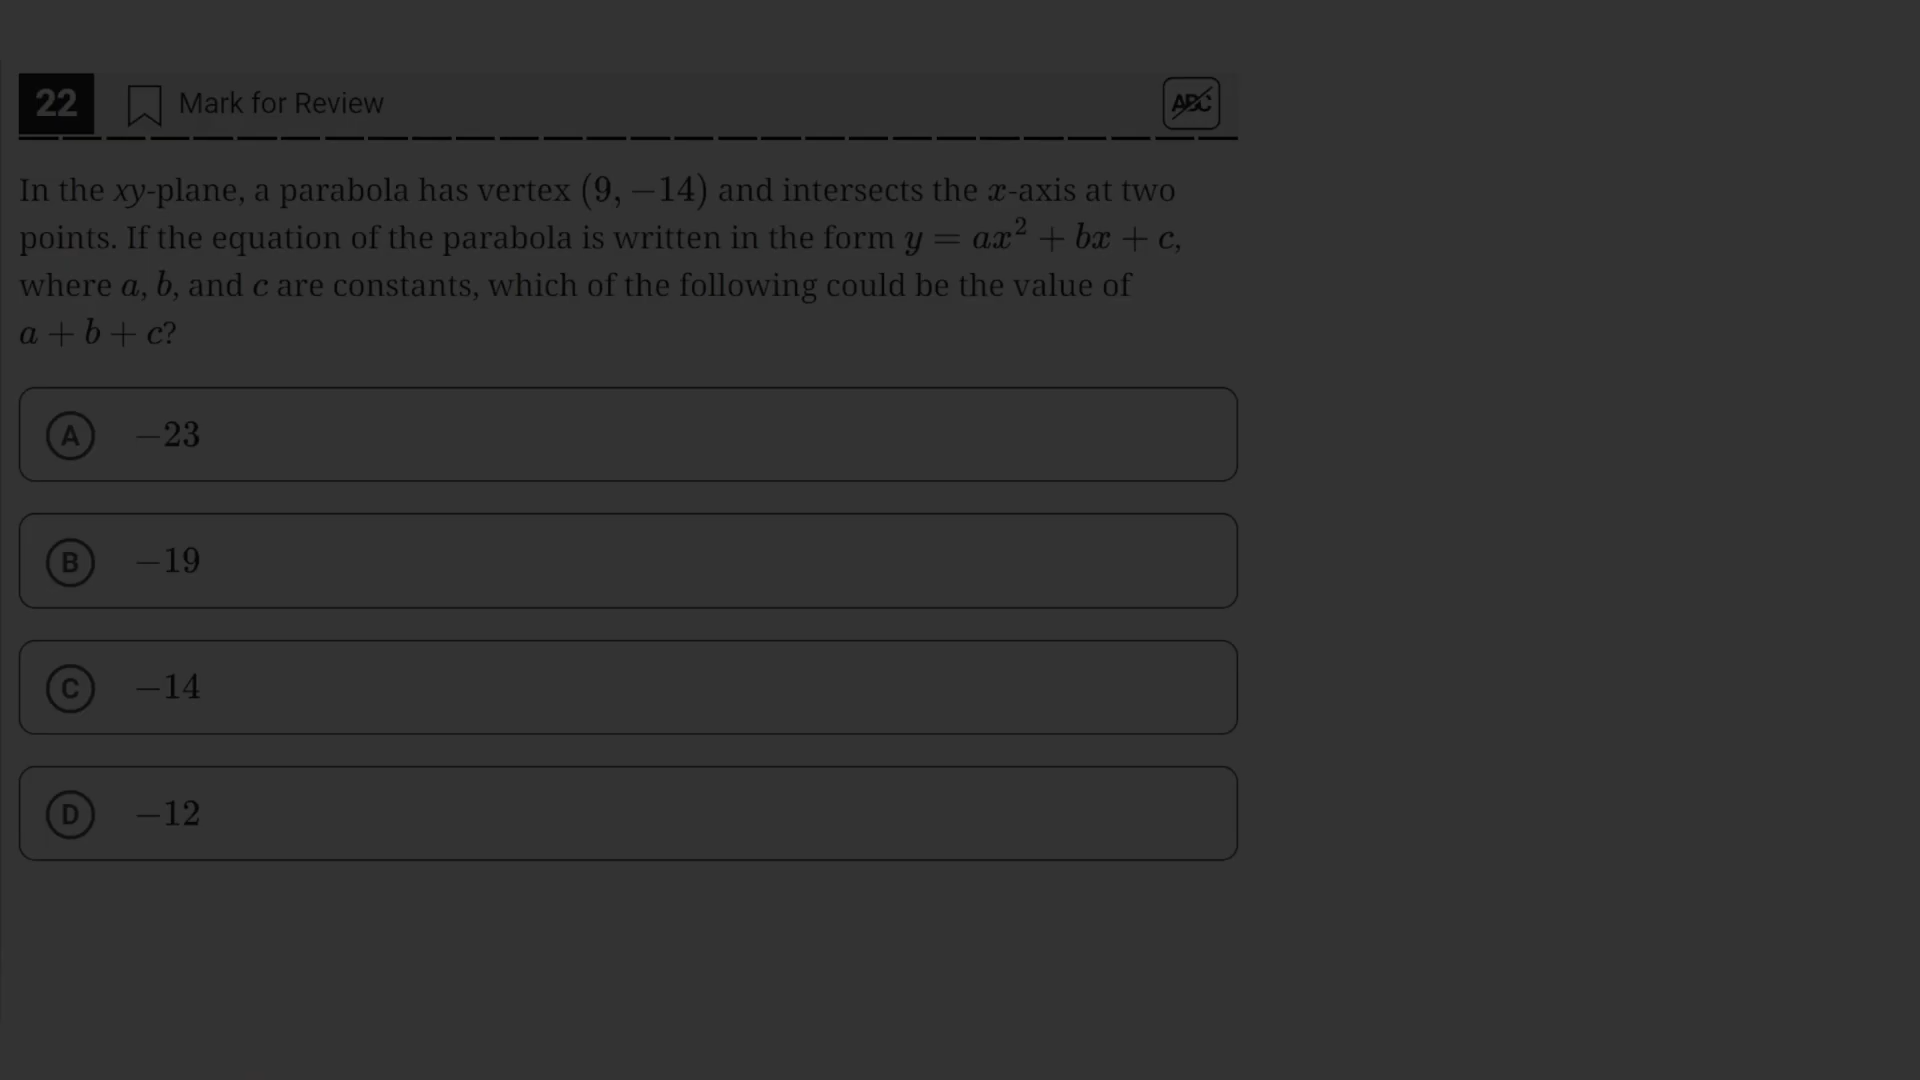 22 Mark for Review ABC
In the xy-plane, a parabola has vertex (9, −14) and intersects the x-axis at two
points. If the equation of the parabola is written in the form y = ax² + bx + c,
where a, b, and c are constants, which of the following could be the value of
a + b + c?
A −23
B −19
C −14
D −12